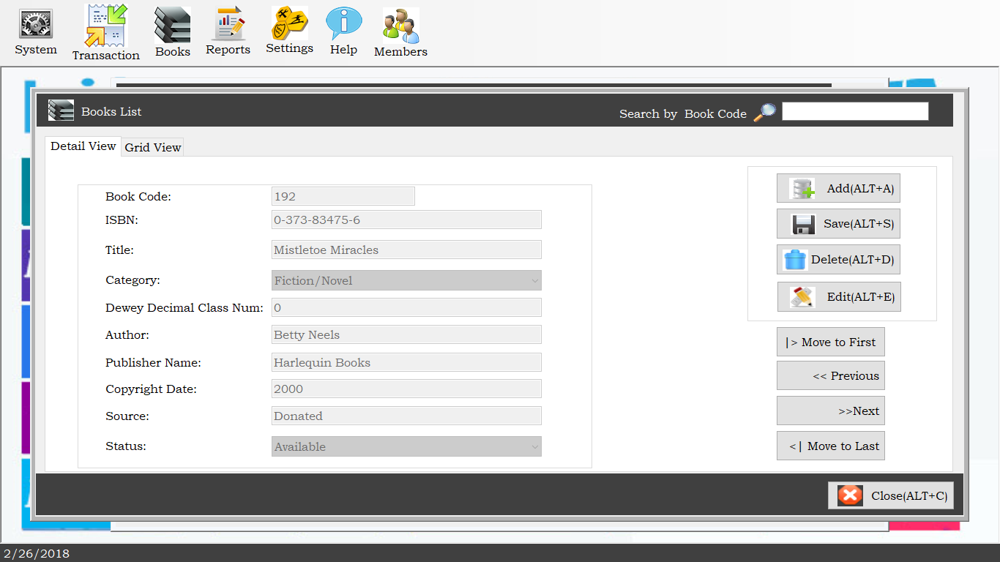 System
Transaction
Books
Reports
Settings
Help
Members
Books List
Search by Book Code
Detail View
Grid View
Book Code: 192
ISBN: 0-373-83475-6
Title: Mistletoe Miracles
Category: Fiction/Novel
Dewey Decimal Class Num: 0
Author: Betty Neels
Publisher Name: Harlequin Books
Copyright Date: 2000
Source: Donated
Status: Available
Add(ALT+A)
Save(ALT+S)
Delete(ALT+D)
Edit(ALT+E)
|> Move to First
<< Previous
>>Next
<| Move to Last
Close(ALT+C)
2/26/2018